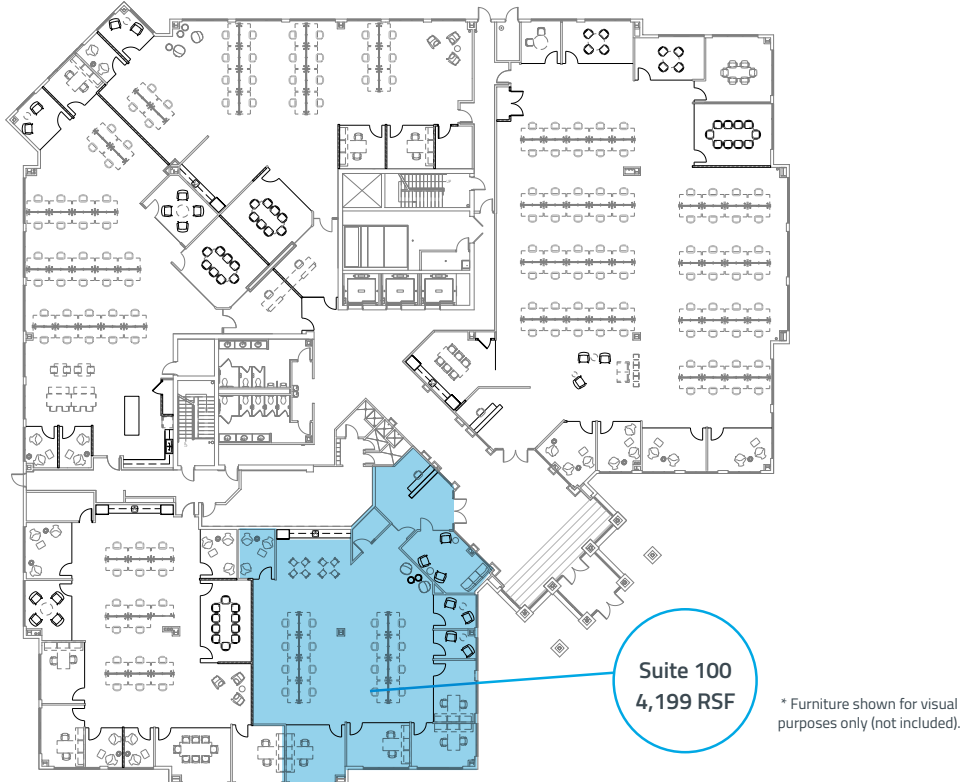 Suite 100
4,199 RSF
* Furniture shown for visual
purposes only (not included).